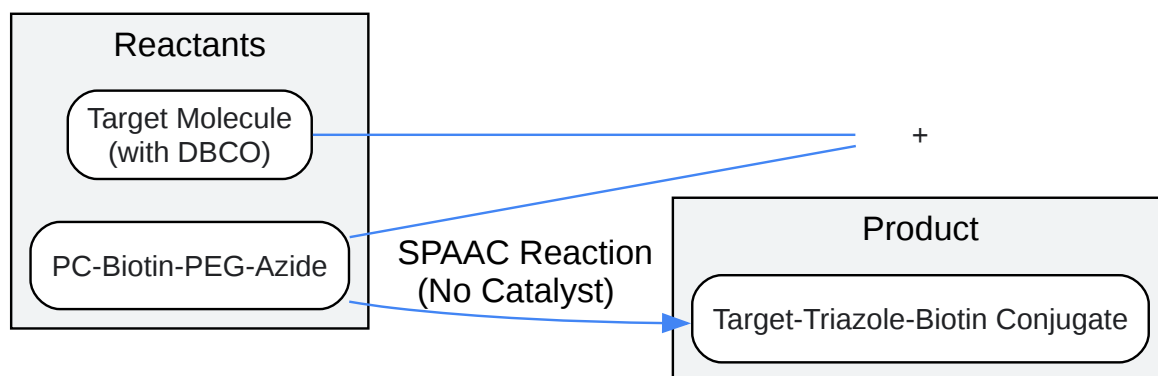 Reactants
Target Molecule
(with DBCO)
+
PC-Biotin-PEG-Azide
SPAAC Reaction
(No Catalyst)
Product
Target-Triazole-Biotin Conjugate